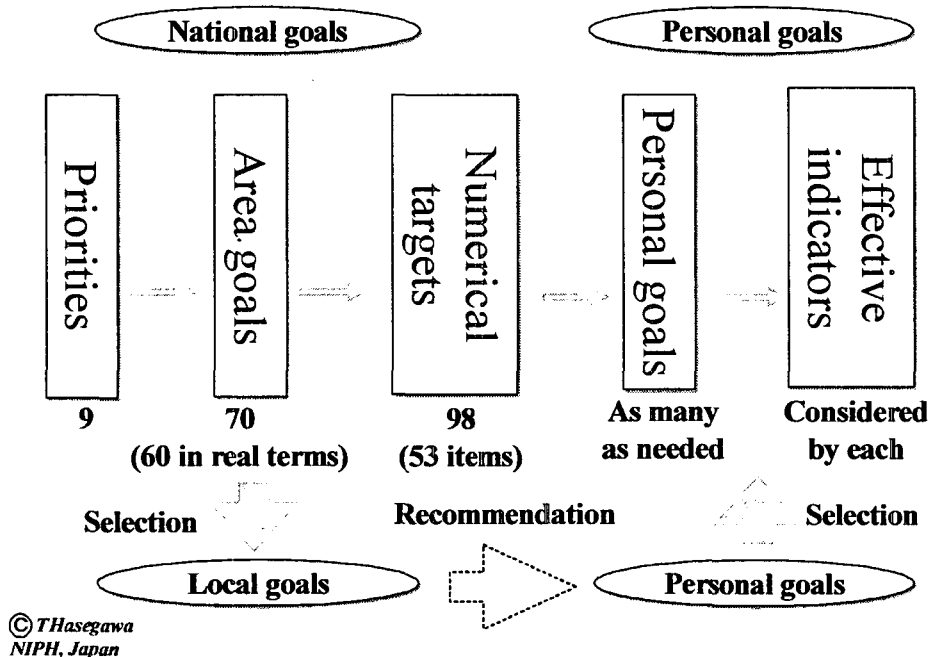 National goals
Personal goals
Priorities
Area goals
Numerical
targets
Personal goals
Effective
indicators
9
70
(60 in real terms)
98
(53 items)
As many
as needed
Considered
by each
Selection
Recommendation
Selection
Local goals
Personal goals
© THasegawa
NIPH, Japan